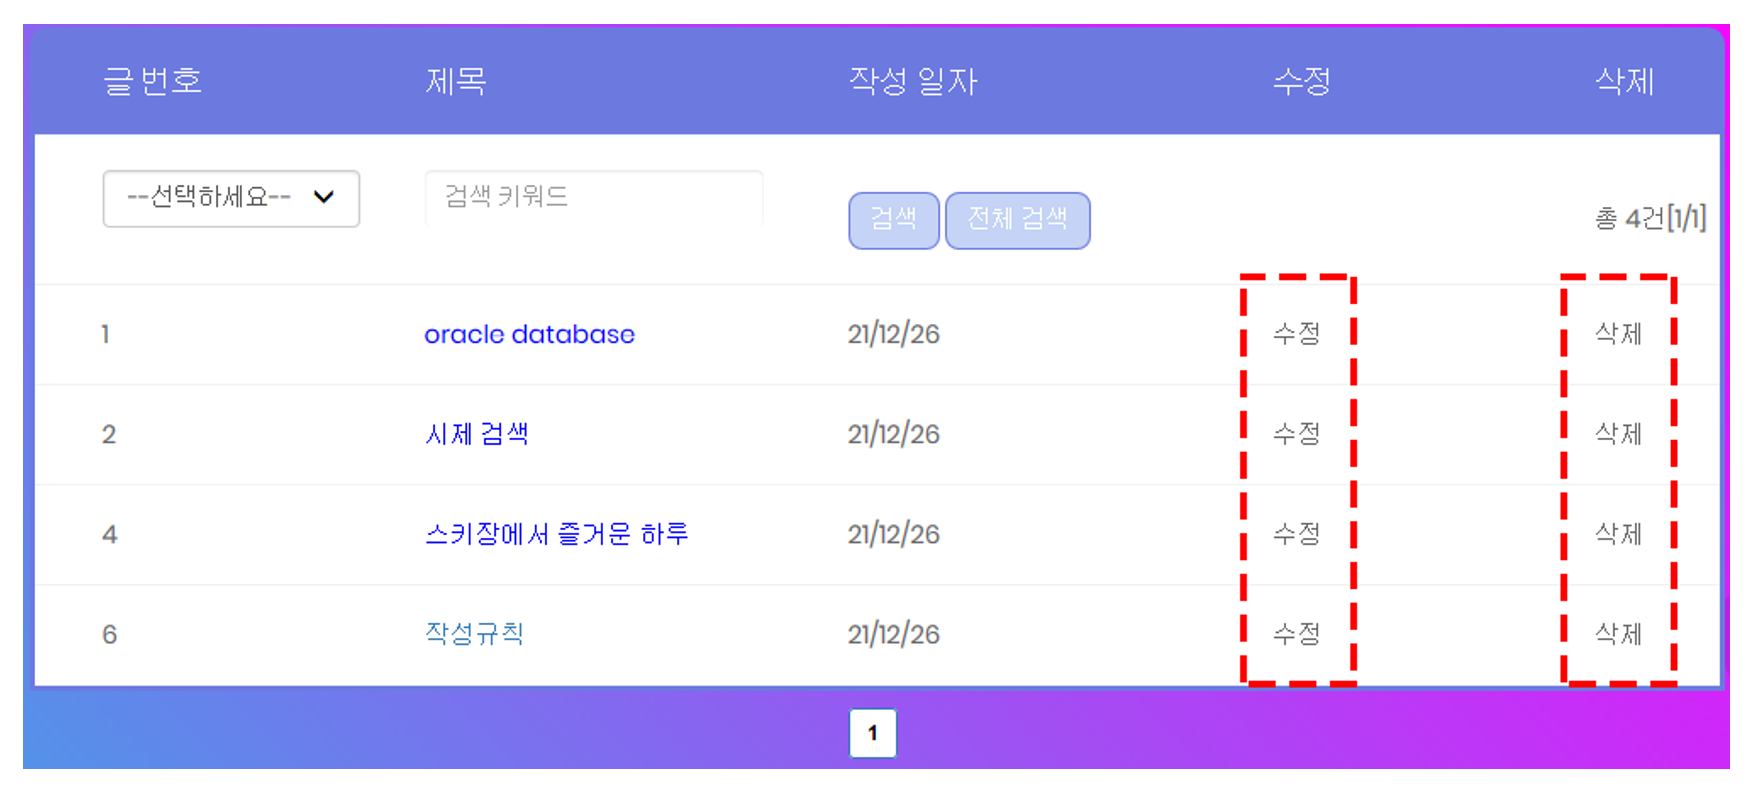 글 번호 제목 작성 일자 수정 삭제
--선택하세요-- 검색 키워드 검색 전체 검색 총 4건[1/1]
1 oracle database 21/12/26 수정 삭제
2 시제 검색 21/12/26 수정 삭제
4 스키장에서 즐거운 하루 21/12/26 수정 삭제
6 작성규칙 21/12/26 수정 삭제
1